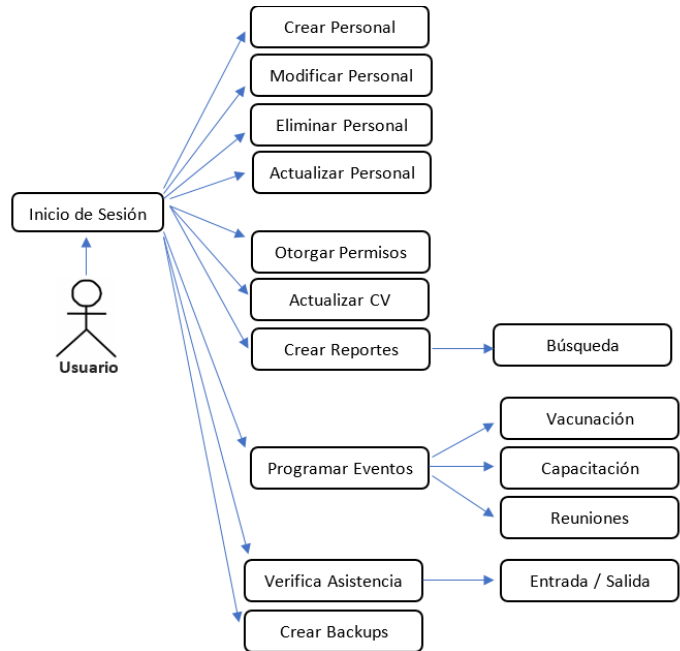 Crear Personal
Modificar Personal
Eliminar Personal
Actualizar Personal
Inicio de Sesión
Otorgar Permisos
Actualizar CV
Usuario
Crear Reportes
Búsqueda
Vacunación
Programar Eventos
Capacitación
Reuniones
Verifica Asistencia
Entrada / Salida
Crear Backups